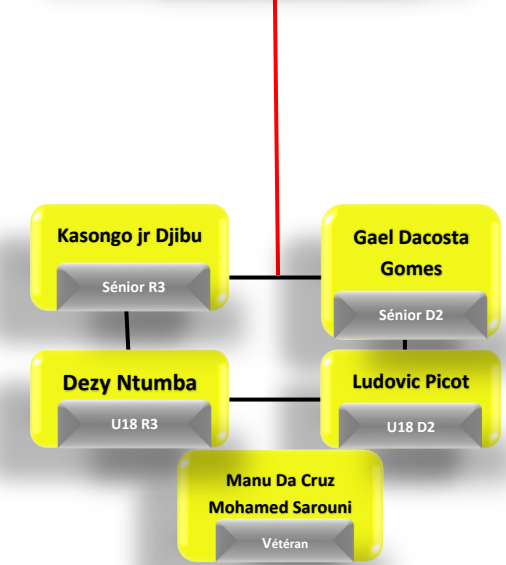 Kasongo jr Djibu
Sénior R3
Gael Dacosta
Gomes
Sénior D2
Dezy Ntumba
U18 R3
Ludovic Picot
U18 D2
Manu Da Cruz
Mohamed Sarouni
Vétéran